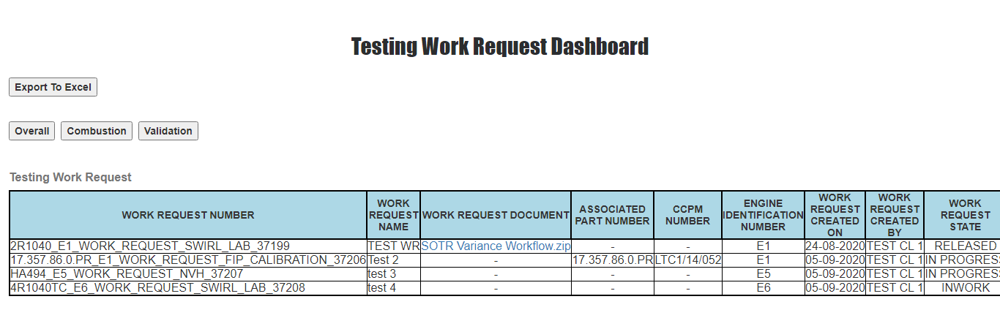 Testing Work Request Dashboard
Export To Excel
Overall Combustion Validation
Testing Work Request
WORK REQUEST NUMBER WORK REQUEST NAME WORK REQUEST DOCUMENT ASSOCIATED PART NUMBER CCPM NUMBER ENGINE IDENTIFICATION NUMBER WORK REQUEST CREATED ON WORK REQUEST CREATED BY WORK REQUEST STATE
2R1040_E1_WORK_REQUEST_SWIRL_LAB_37199 TEST WR SOTR Variance Workflow.zip - - E1 24-08-2020 TEST CL 1 RELEASED
17.357.86.0.PR_E1_WORK_REQUEST_FIP_CALIBRATION_37206 Test 2 - 17.357.86.0.PR LTC1/14/052 E1 05-09-2020 TEST CL 1 IN PROGRES
HA494_E5_WORK_REQUEST_NVH_37207 test 3 - - - E5 05-09-2020 TEST CL 1 IN PROGRES
4R1040TC_E6_WORK_REQUEST_SWIRL_LAB_37208 test 4 - - - E6 05-09-2020 TEST CL 1 INWORK